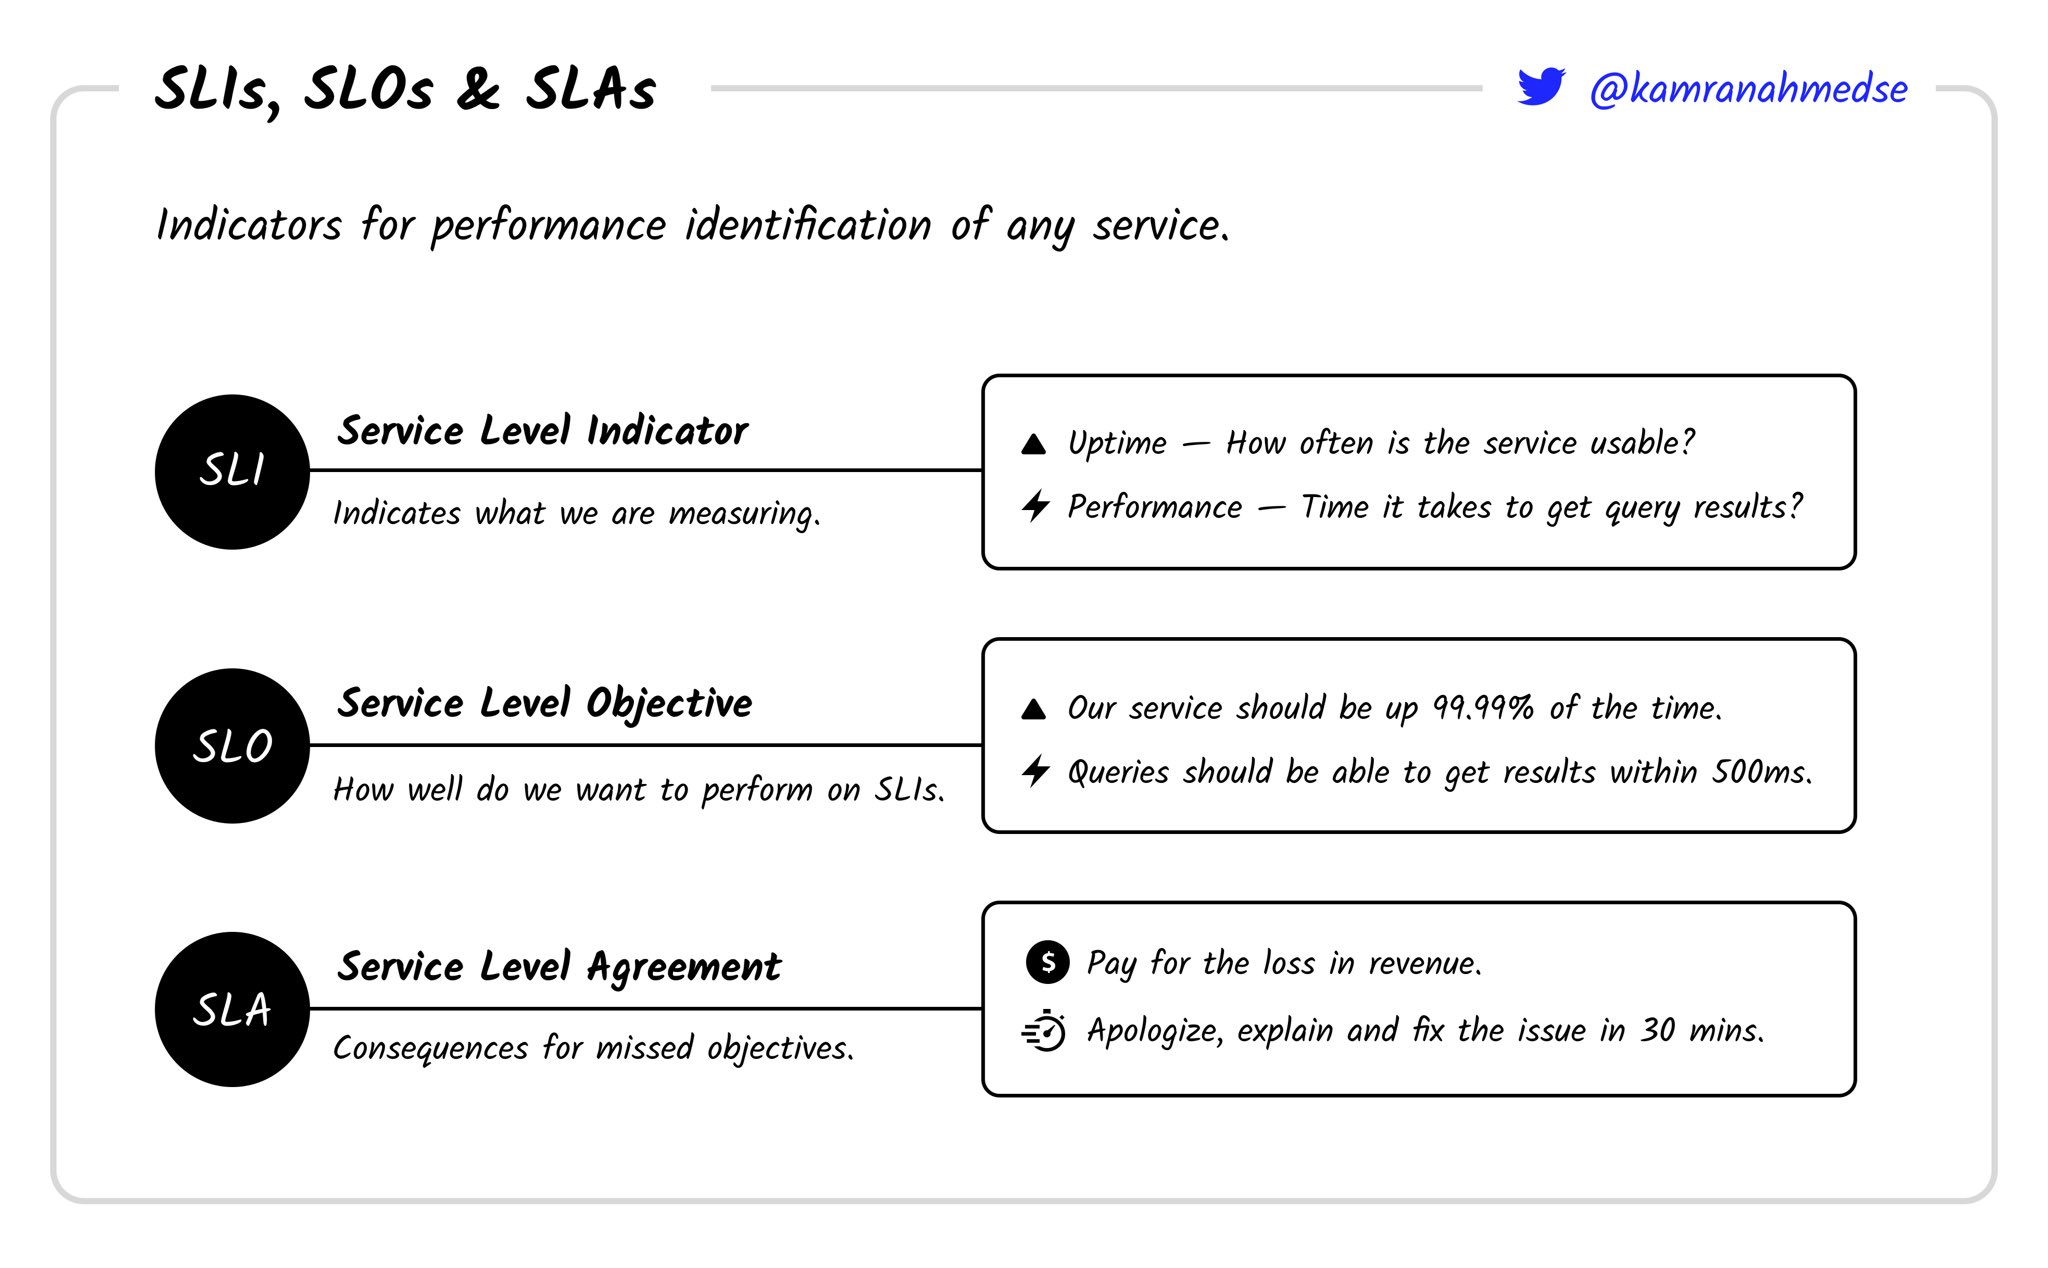 SLIs, SLOs & SLAs
@kamranahmedse
Indicators for performance identification of any service.
SLI
Service Level Indicator
Indicates what we are measuring.
Uptime — How often is the service usable?
Performance — Time it takes to get query results?
SLO
Service Level Objective
How well do we want to perform on SLIs.
Our service should be up 99.99% of the time.
Queries should be able to get results within 500ms.
SLA
Service Level Agreement
Consequences for missed objectives.
$ Pay for the loss in revenue.
Apologize, explain and fix the issue in 30 mins.